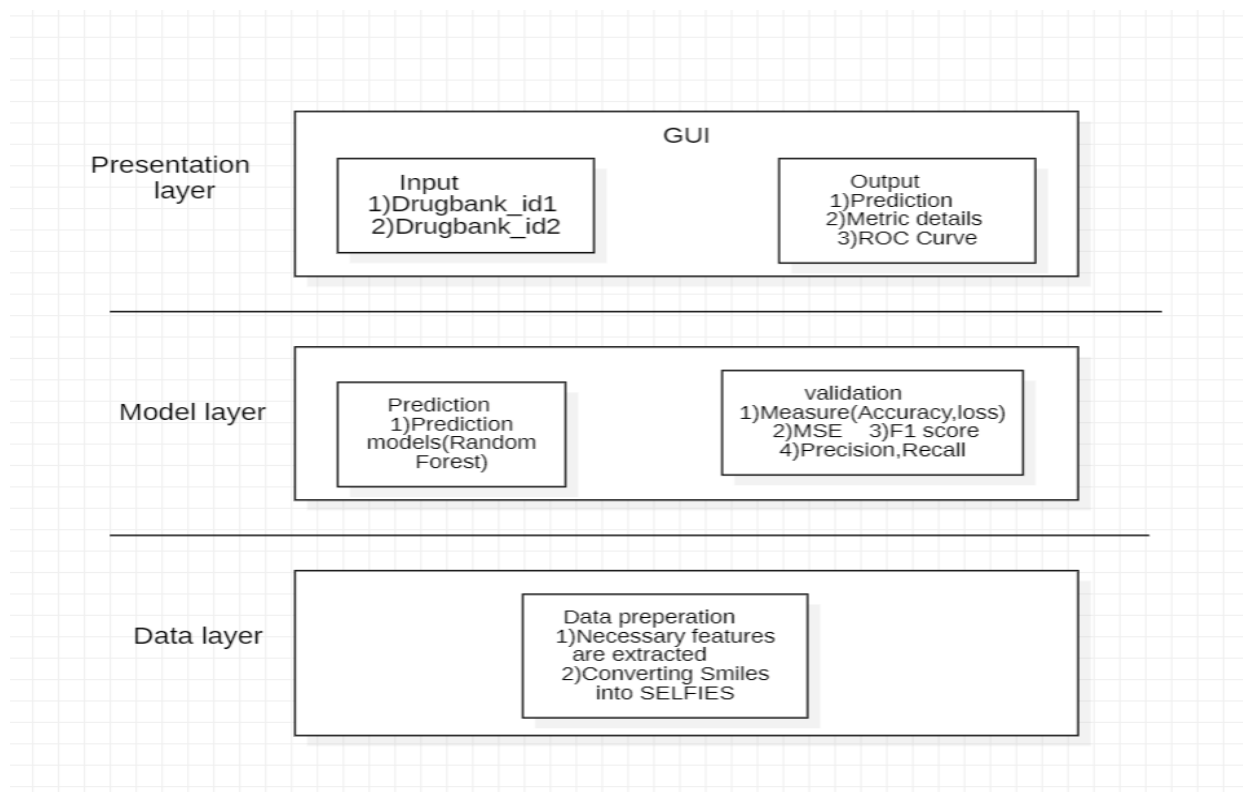 GUI
Presentation
layer
Input
1)Drugbank_id1
2)Drugbank_id2
Output
1)Prediction
2)Metric details
3)ROC Curve
Model layer
Prediction
1)Prediction
models(Random
Forest)
validation
1)Measure(Accuracy,loss)
2)MSE 3)F1 score
4)Precision,Recall
Data layer
Data preperation
1)Necessary features
are extracted
2)Converting Smiles
into SELFIES